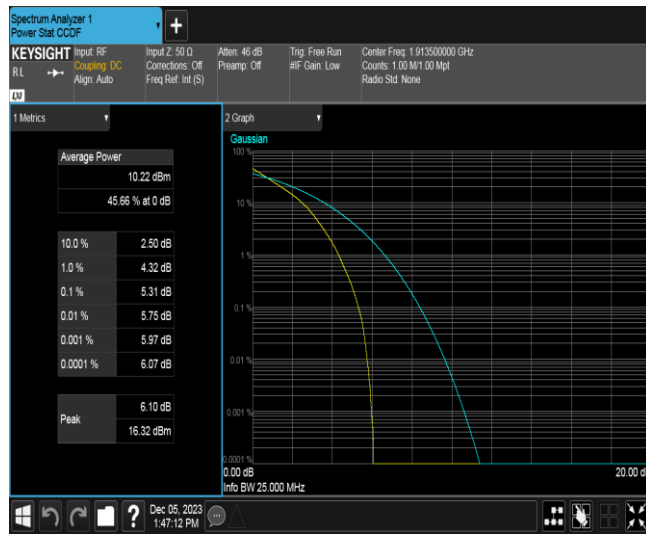 Spectrum Analyzer 1
Power Stat CCDF
+
KEYSIGHT
RL
LXI
Input: RF
Coupling: DC
Align: Auto
Input Z: 50 Ω
Corrections: Off
Freq Ref: Int (S)
Atten: 46 dB
Preamp: Off
Trig: Free Run
#IF Gain: Low
Center Freq: 1.913500000 GHz
Counts: 1.00 M/1.00 Mpt
Radio Std: None
1 Metrics
Average Power
10.22 dBm
45.66 % at 0 dB
10.0 % 2.50 dB
1.0 % 4.32 dB
0.1 % 5.31 dB
0.01 % 5.75 dB
0.001 % 5.97 dB
0.0001 % 6.07 dB
Peak
6.10 dB
16.32 dBm
2 Graph
Gaussian
100 %
10 %
1 %
0.1 %
0.01 %
0.001 %
0.0001 %
0.00 dB 20.00 d
Info BW 25.000 MHz
?
Dec 05, 2023
1:47:12 PM